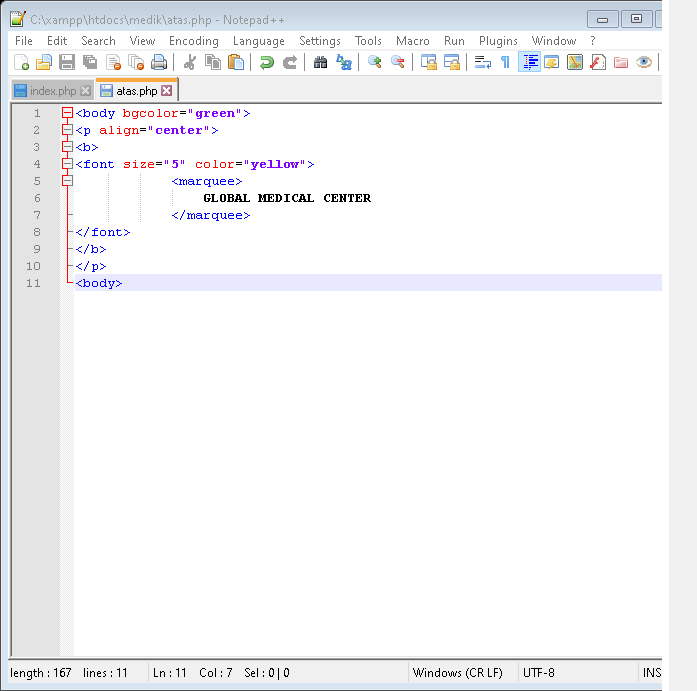 C:\xampp\htdocs\medik\atas.php - Notepad++
File Edit Search View Encoding Language Settings Tools Macro Run Plugins Window ?
index.php atas.php
1 <body bgcolor="green">
2 <p align="center">
3 <b>
4 <font size="5" color="yellow">
5 <marquee>
6 GLOBAL MEDICAL CENTER
7 </marquee>
8 </font>
9 </b>
10 </p>
11 <body>
length : 167 lines : 11 Ln : 11 Col : 7 Sel : 0 | 0 Windows (CR LF) UTF-8 INS